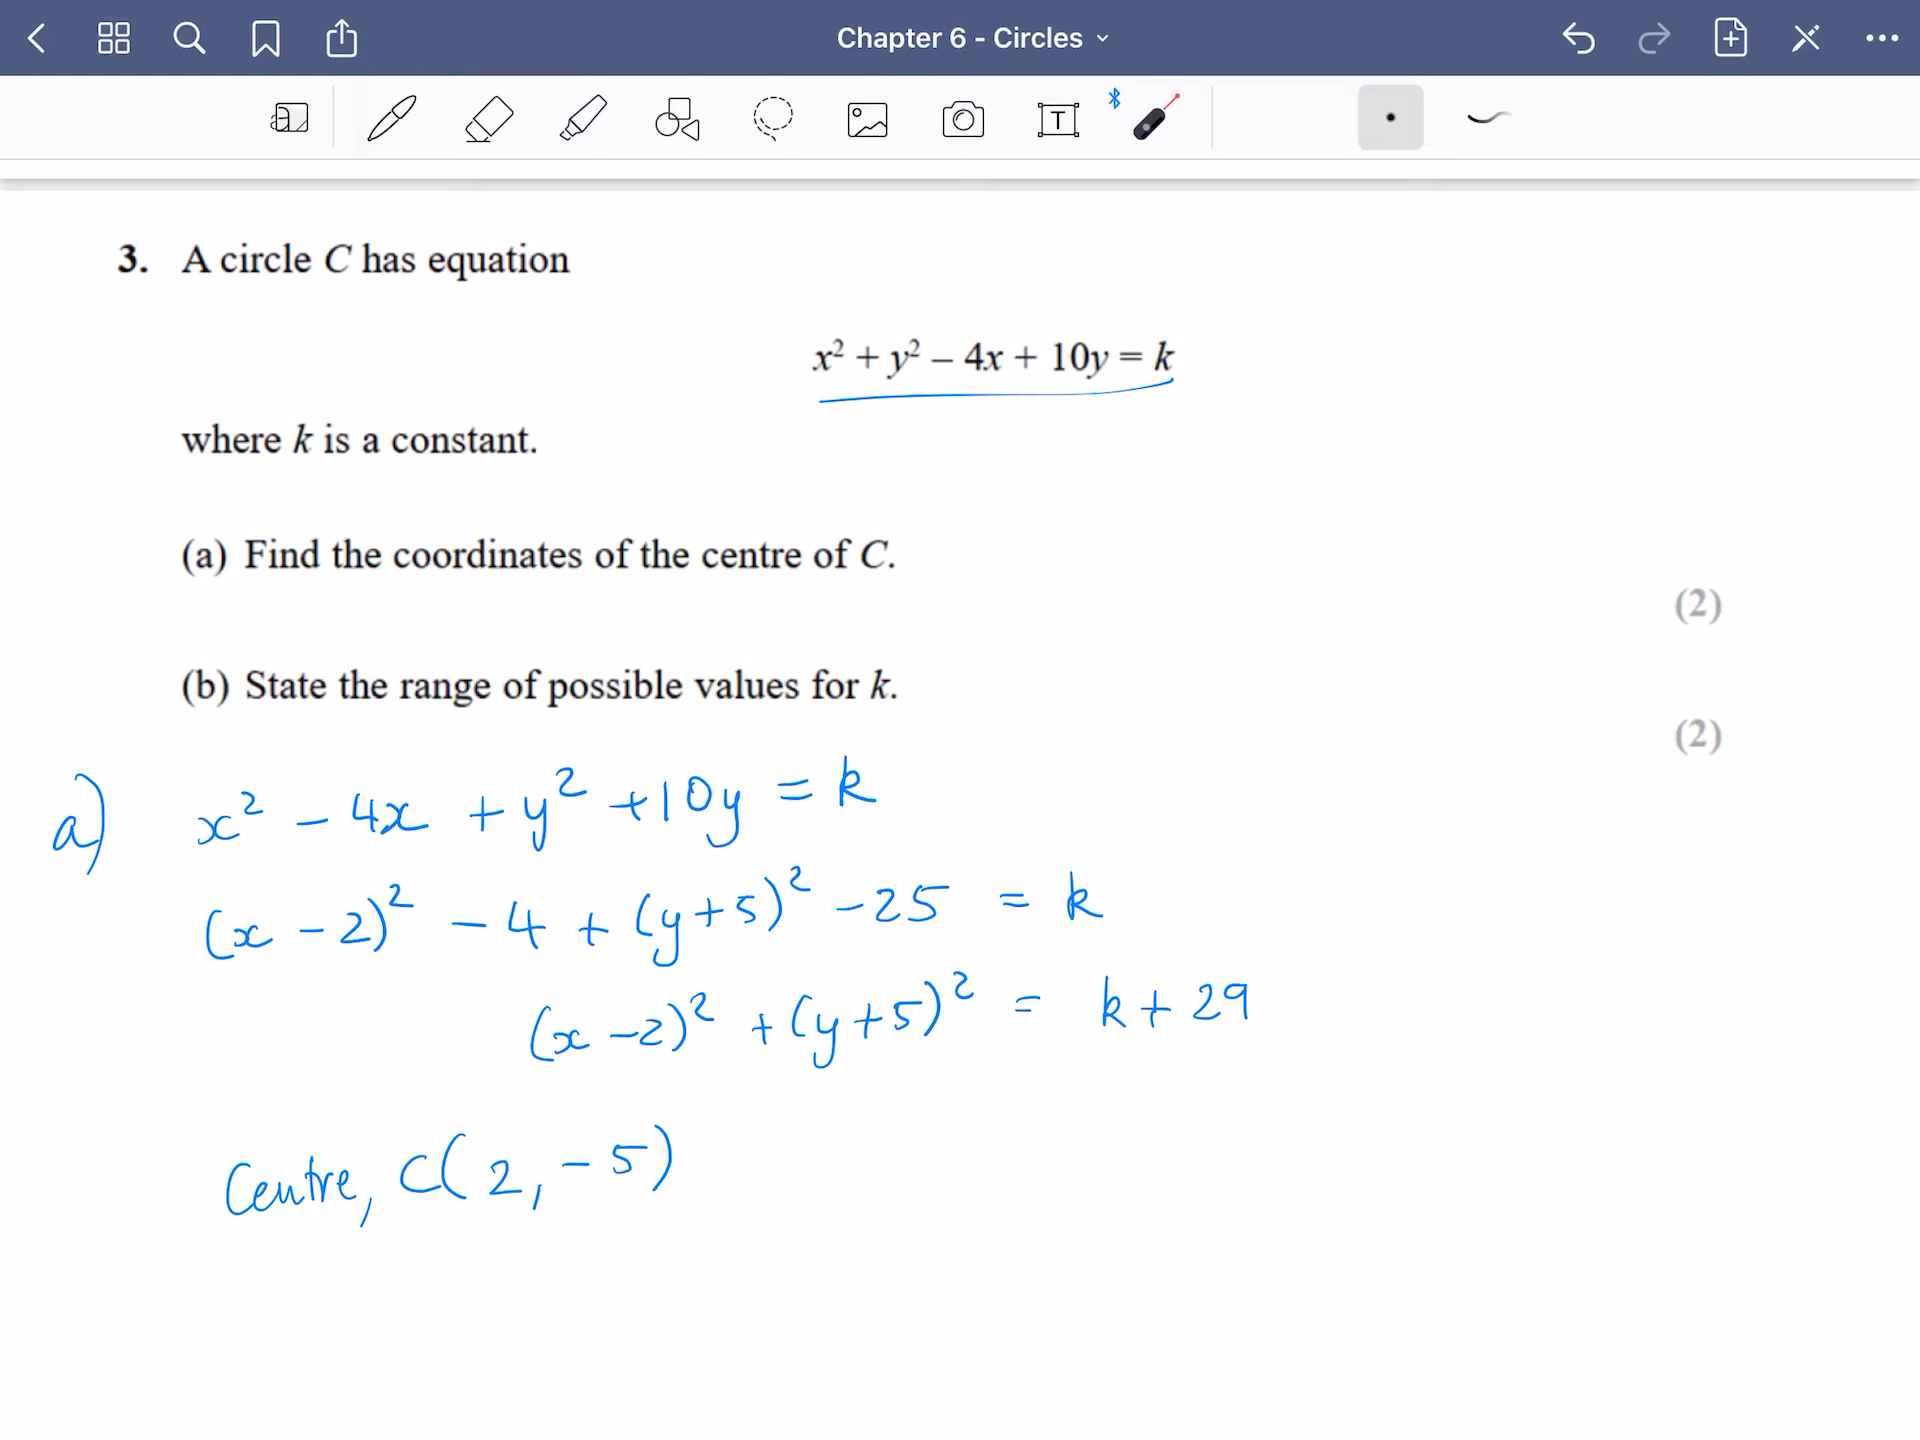 Chapter 6 - Circles
T
3. A circle C has equation
x² + y² – 4x + 10y = k
where k is a constant.
(a) Find the coordinates of the centre of C.
(2)
(b) State the range of possible values for k.
(2)
a) x² - 4x + y² + 10y = k
(x - 2)² - 4 + (y + 5)² - 25 = k
(x - 2)² + (y + 5)² = k + 29
Centre, C(2, -5)